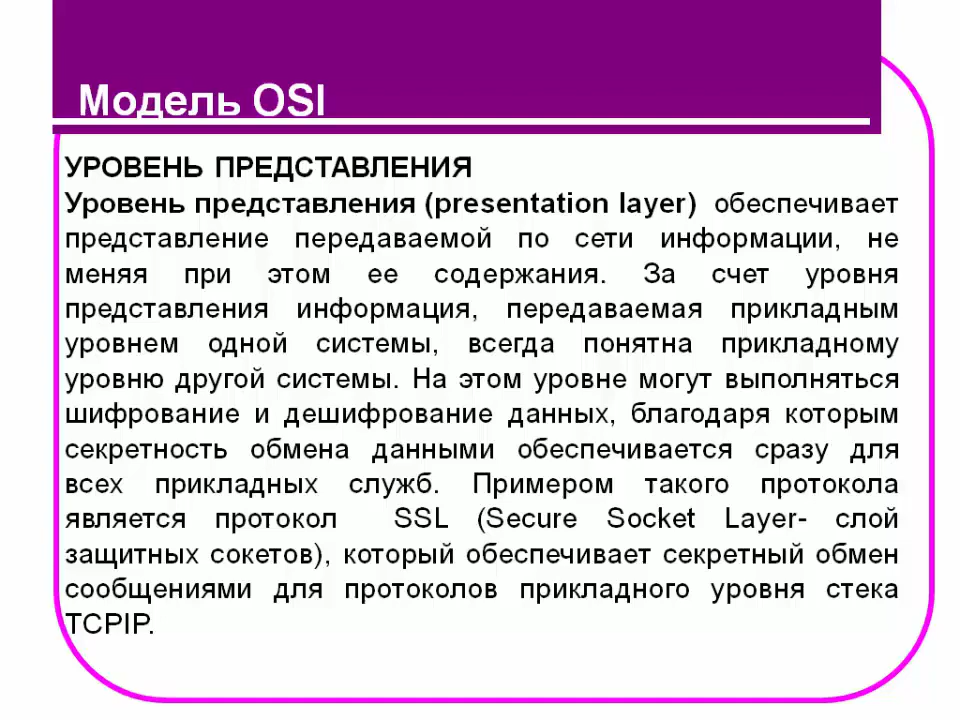 Модель OSI
УРОВЕНЬ ПРЕДСТАВЛЕНИЯ
Уровень представления (presentation layer) обеспечивает
представление передаваемой по сети информации, не
меняя при этом ее содержания. За счет уровня
представления информация, передаваемая прикладным
уровнем одной системы, всегда понятна прикладному
уровню другой системы. На этом уровне могут выполняться
шифрование и дешифрование данных, благодаря которым
секретность обмена данными обеспечивается сразу для
всех прикладных служб. Примером такого протокола
является протокол SSL (Secure Socket Layer- слой
защитных сокетов), который обеспечивает секретный обмен
сообщениями для протоколов прикладного уровня стека
TCPIP.